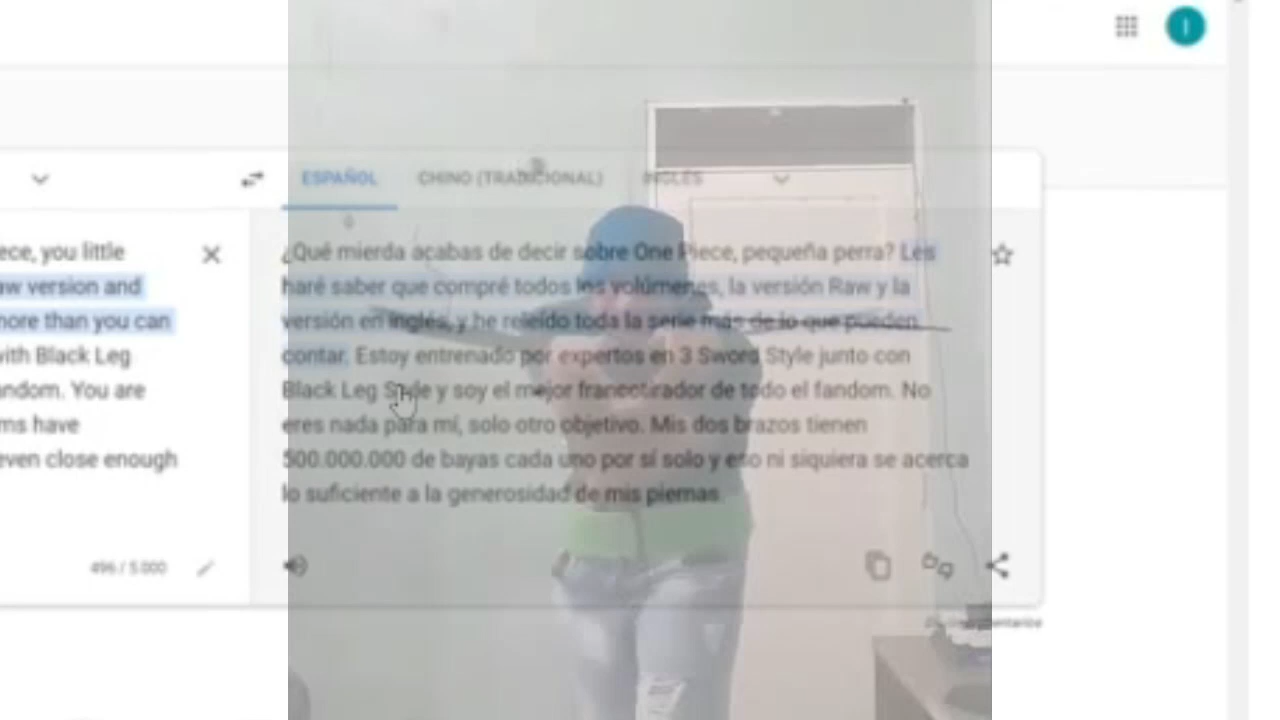 I
ESPAÑOL CHINO (TRADICIONAL) INGLÉS
ece, you little
aw version and
more than you can
with Black Leg
andom. You are
ms have
even close enough
496 / 5.000
¿Qué mierda acabas de decir sobre One Piece, pequeña perra? Les
haré saber que compré todos los volúmenes, la versión Raw y la
versión en inglés, y he releído toda la serie más de lo que pueden
contar. Estoy entrenado por expertos en 3 Sword Style junto con
Black Leg Style y soy el mejor francotirador de todo el fandom. No
eres nada para mí, solo otro objetivo. Mis dos brazos tienen
500.000.000 de bayas cada uno por sí solo y eso ni siquiera se acerca
lo suficiente a la generosidad de mis piernas